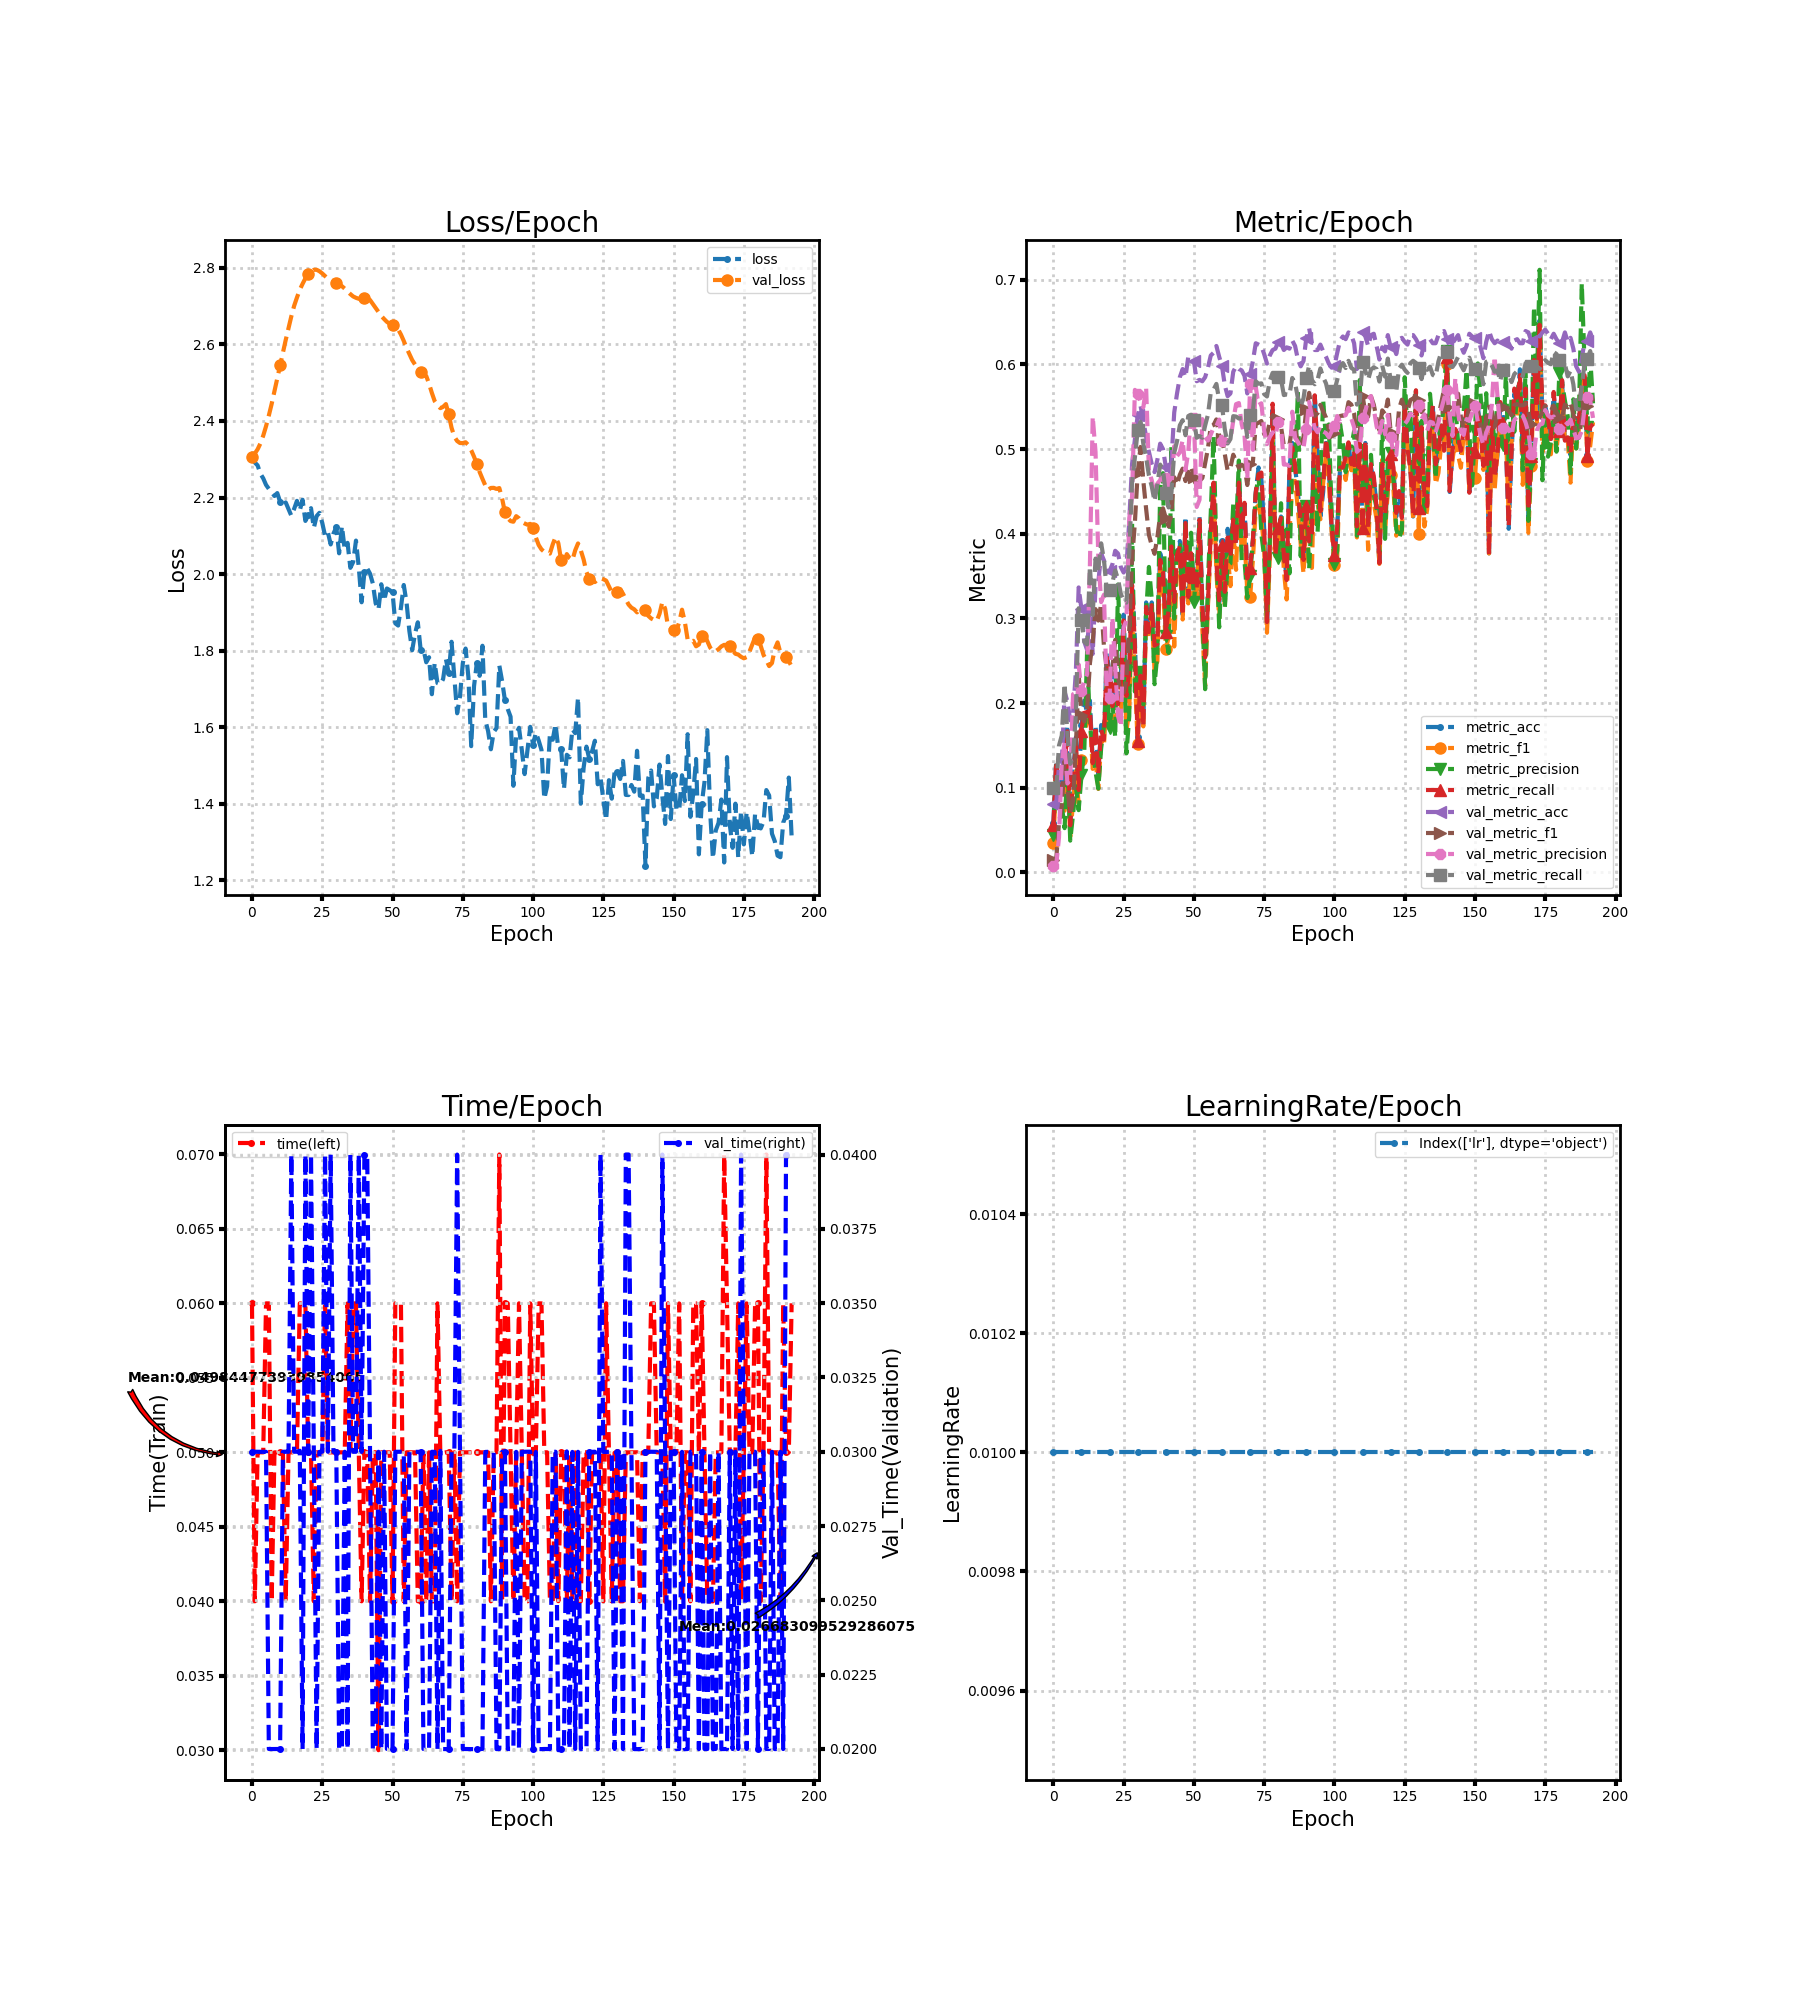 Loss/Epoch
2.8
2.6
2.4
2.2
2.0
1.8
1.6
1.4
1.2
Loss
0 25 50 75 100 125 150 175 200
Epoch
loss
val_loss
Metric/Epoch
0.7
0.6
0.5
0.4
0.3
0.2
0.1
0.0
Metric
0 25 50 75 100 125 150 175 200
Epoch
metric_acc
metric_f1
metric_precision
metric_recall
val_metric_acc
val_metric_f1
val_metric_precision
val_metric_recall
Time/Epoch
time(left)
val_time(right)
0.070
0.065
0.060
0.050
0.045
0.040
0.035
0.030
Time(Train)
0.0400
0.0375
0.0350
0.0325
0.0300
0.0275
0.0250
0.0225
0.0200
Val_Time(Validation)
Mean:0.026683099529286075
0 25 50 75 100 125 150 175 200
Epoch
LearningRate/Epoch
Index(['lr'], dtype='object')
0.0104
0.0102
0.0100
0.0098
0.0096
LearningRate
0 25 50 75 100 125 150 175 200
Epoch